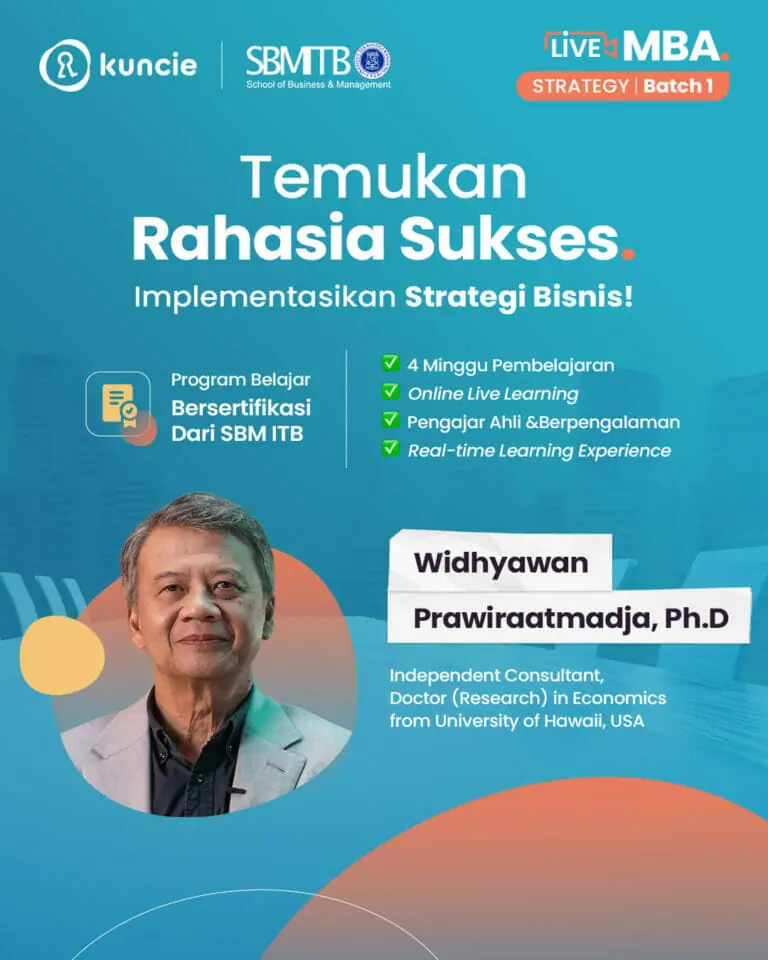 kuncie
SBM ITB
School of Business & Management
LIVE MBA.
STRATEGY | Batch 1
Temukan
Rahasia Sukses.
Implementasikan Strategi Bisnis!
Program Belajar
Bersertifikasi
Dari SBM ITB
✅ 4 Minggu Pembelajaran
✅ Online Live Learning
✅ Pengajar Ahli &Berpengalaman
✅ Real-time Learning Experience
Widhyawan
Prawiraatmadja, Ph.D
Independent Consultant,
Doctor (Research) in Economics
from University of Hawaii, USA